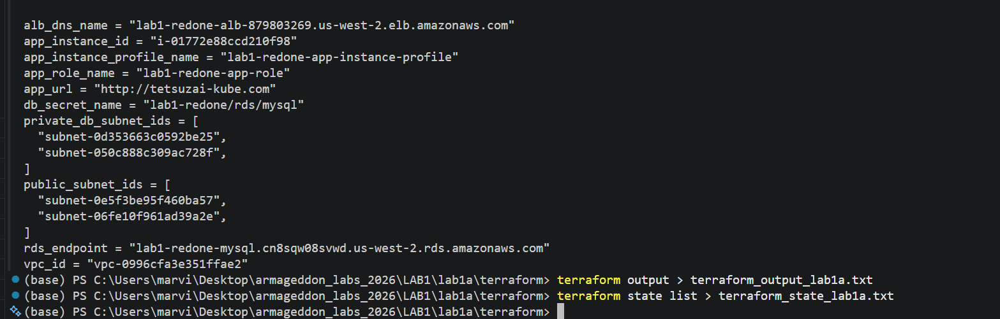 alb_dns_name = "lab1-redone-alb-879803269.us-west-2.elb.amazonaws.com"
app_instance_id = "i-01772e88ccd210f98"
app_instance_profile_name = "lab1-redone-app-instance-profile"
app_role_name = "lab1-redone-app-role"
app_url = "http://tetsuzai-kube.com"
db_secret_name = "lab1-redone/rds/mysql"
private_db_subnet_ids = [
  "subnet-0d353663c0592be25",
  "subnet-050c888c309ac728f",
]
public_subnet_ids = [
  "subnet-0e5f3be95f460ba57",
  "subnet-06fe10f961ad39a2e",
]
rds_endpoint = "lab1-redone-mysql.cn8sqw08svwd.us-west-2.rds.amazonaws.com"
vpc_id = "vpc-0996cfa3e351ffae2"
(base) PS C:\Users\marvi\Desktop\armageddon_labs_2026\LAB1\lab1a\terraform> terraform output > terraform_output_lab1a.txt
(base) PS C:\Users\marvi\Desktop\armageddon_labs_2026\LAB1\lab1a\terraform> terraform state list > terraform_state_lab1a.txt
(base) PS C:\Users\marvi\Desktop\armageddon_labs_2026\LAB1\lab1a\terraform>